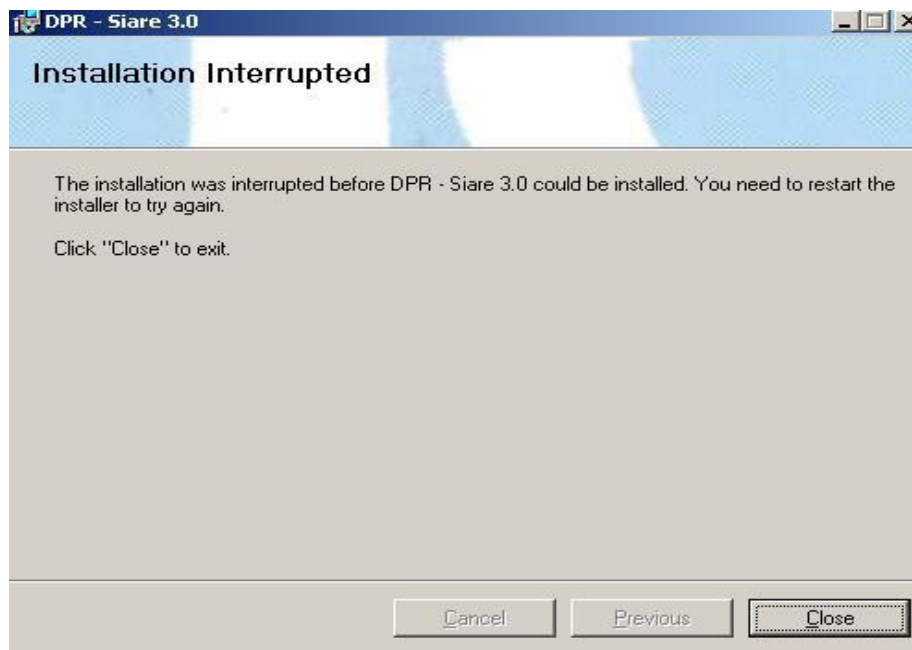 DPR - Siare 3.0
Installation Interrupted
The installation was interrupted before DPR - Siare 3.0 could be installed. You need to restart the
installer to try again.
Click "Close" to exit.
Cancel
Previous
Close